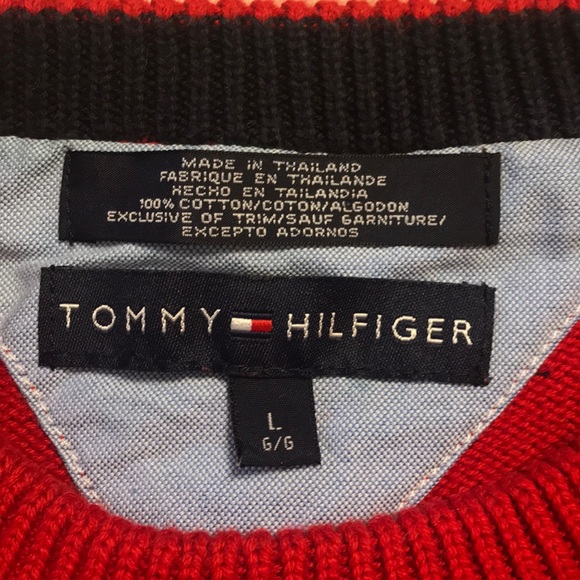 MADE IN THAILAND
FABRIQUE EN THAILANDE
HECHO EN TAILANDIA
100% COTTON/COTON/ALGODON
EXCLUSIVE OF TRIM/SAUF GARNITURE/
EXCEPTO ADORNOS
TOMMY HILFIGER
L
G/G